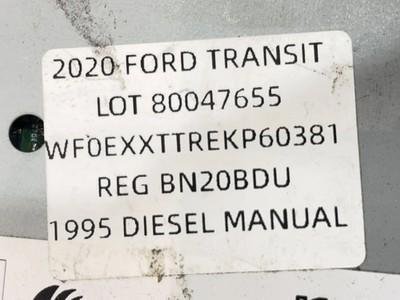 2020 FORD TRANSIT
LOT 80047655
WF0EXXTTREKP60381
REG BN20BDU
1995 DIESEL MANUAL